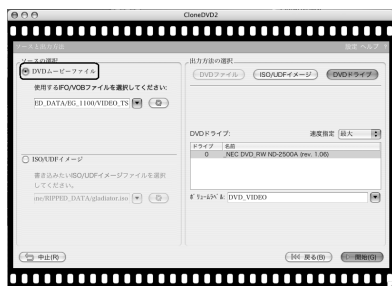 CloneDVD2
ソースと出力方法
設定 ヘルプ ?
ソースの選択
DVDムービーファイル
使用するIFO/VOBファイルを選択してください:
ED_DATA/EG_1100/VIDEO_TS
ISO/UDFイメージ
書き込みたいISO/UDFイメージファイルを選択
してください。
me/RIPPED_DATA/gladiator.iso
出力方法の選択
DVDファイル
ISO/UDFイメージ
DVDドライブ
DVDドライブ:
速度指定
最大
ドライブ 名前
0 _NEC DVD_RW ND-2500A (rev. 1.06)
ボリュームラベル: DVD_VIDEO
中止(R)
戻る(B)
開始(G)